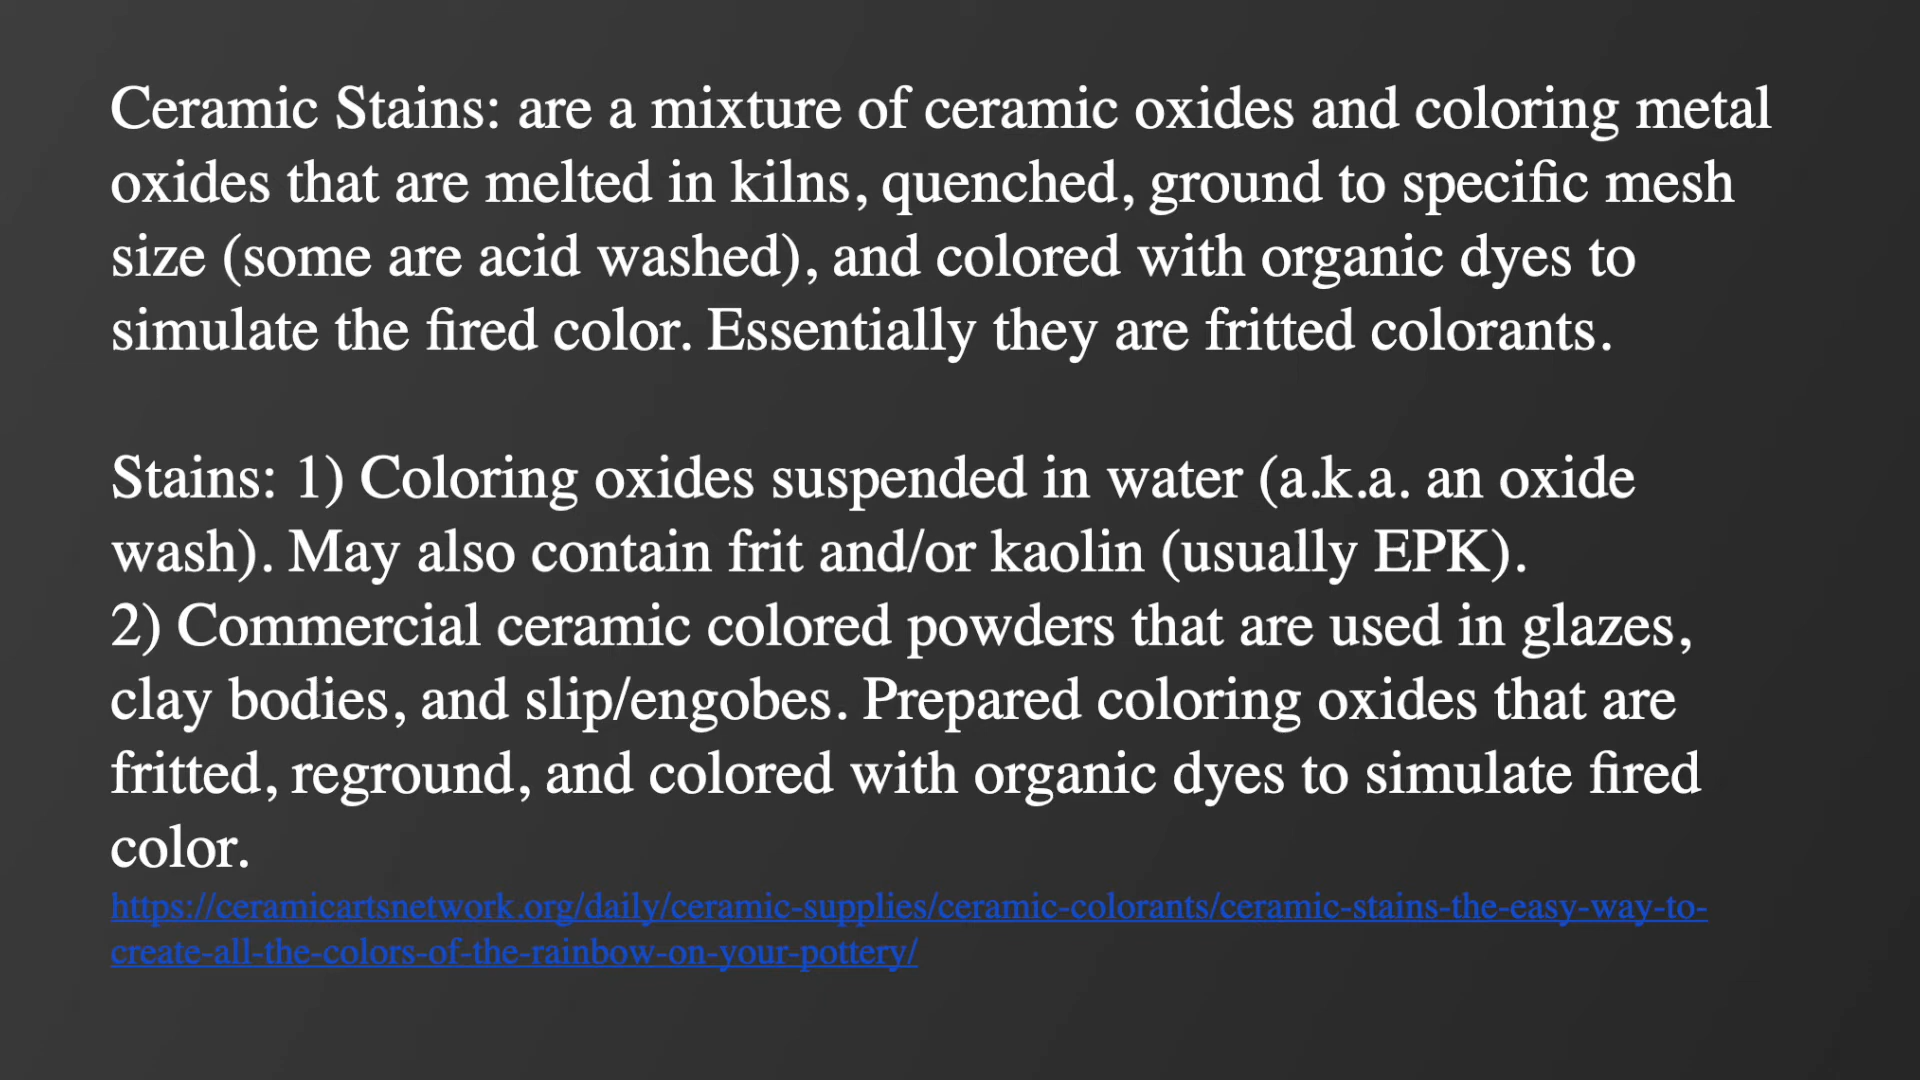 Ceramic Stains: are a mixture of ceramic oxides and coloring metal
oxides that are melted in kilns, quenched, ground to specific mesh
size (some are acid washed), and colored with organic dyes to
simulate the fired color. Essentially they are fritted colorants.
Stains: 1) Coloring oxides suspended in water (a.k.a. an oxide
wash). May also contain frit and/or kaolin (usually EPK).
2) Commercial ceramic colored powders that are used in glazes,
clay bodies, and slip/engobes. Prepared coloring oxides that are
fritted, reground, and colored with organic dyes to simulate fired
color.
https://ceramicartsnetwork.org/daily/ceramic-supplies/ceramic-colorants/ceramic-stains-the-easy-way-to-
create-all-the-colors-of-the-rainbow-on-your-pottery/